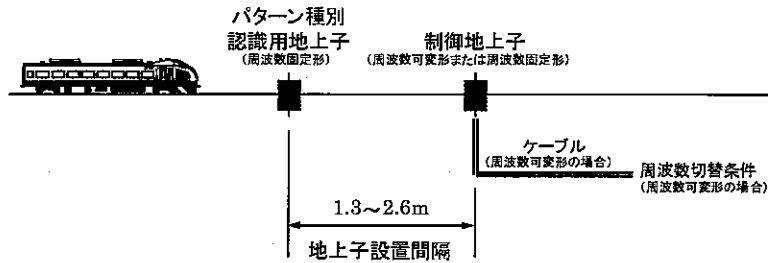 パターン種別
認識用地上子
(周波数固定形)
制御地上子
(周波数可変形または周波数固定形)
ケーブル
(周波数可変形の場合)
周波数切替条件
(周波数可変形の場合)
1.3～2.6m
地上子設置間隔